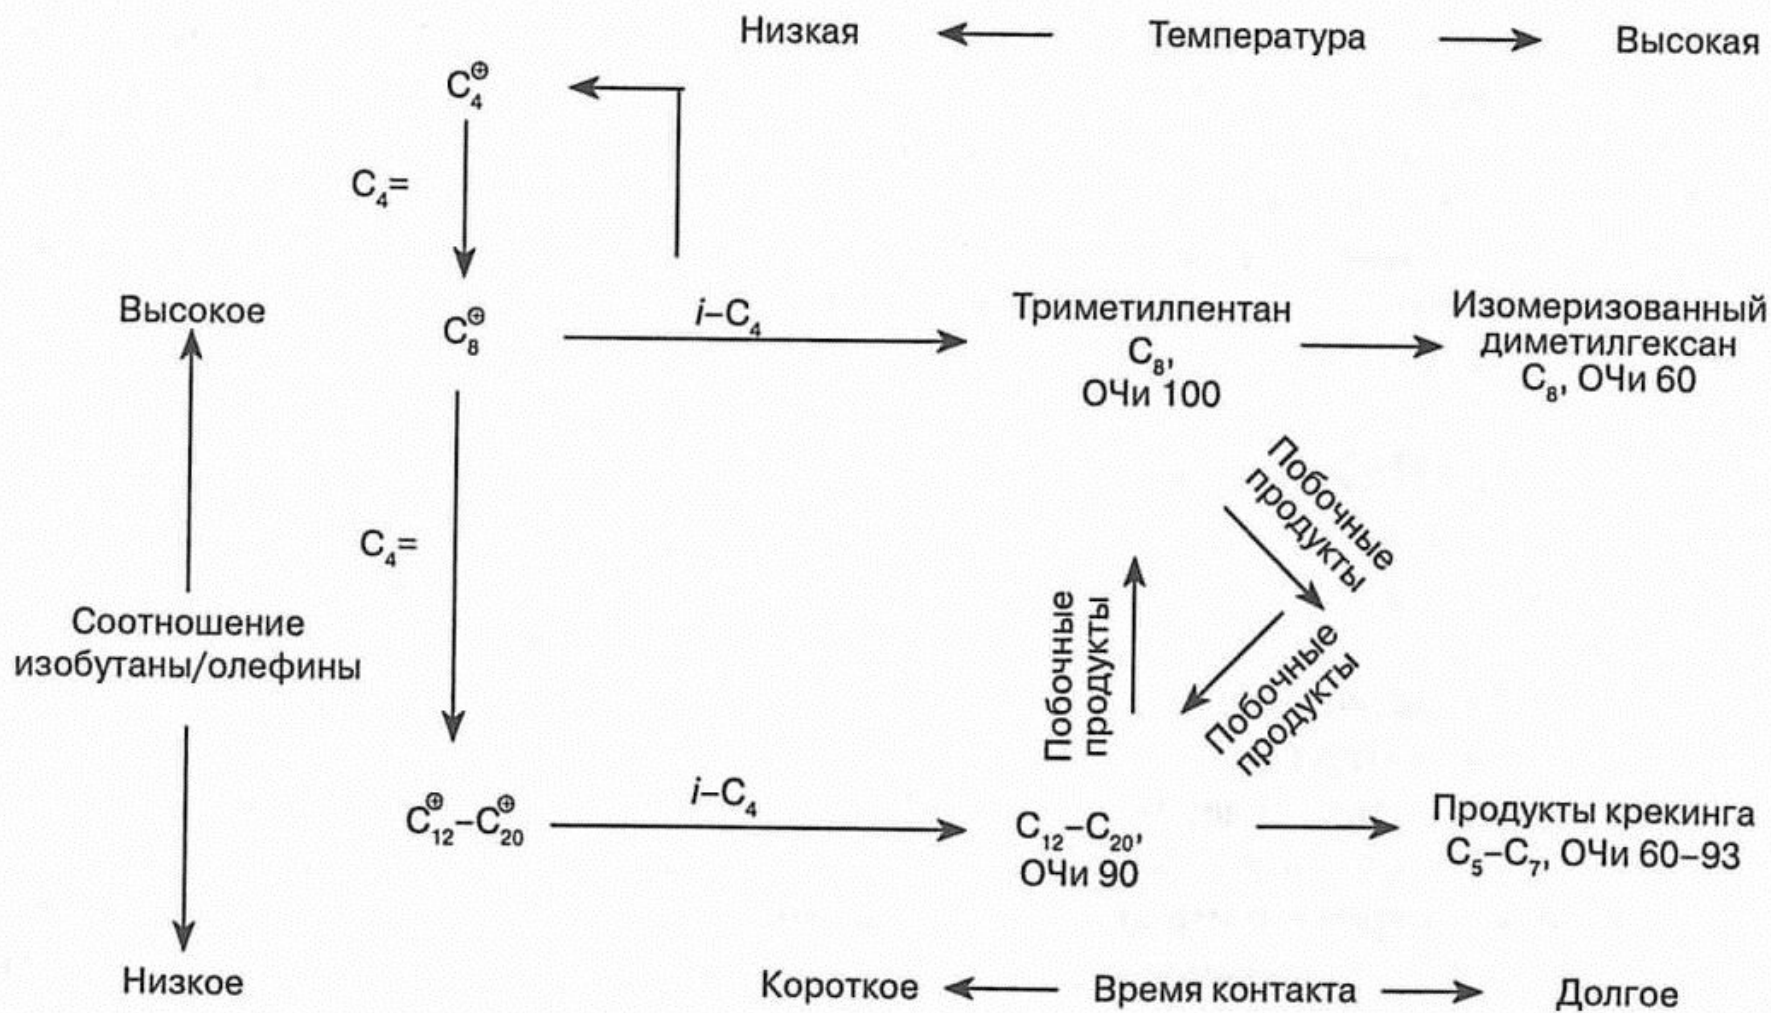 Низкая Температура Высокая
C₄⊕
C₄=
Высокое
C₈⊕
i–C₄
Триметилпентан
C₈,
ОЧи 100
Изомеризованный
диметилгексан
C₈, ОЧи 60
Побочные
продукты
C₄=
Соотношение
изобутаны/олефины
Побочные
продукты
Побочные
продукты
C₁₂⊕–C₂₀⊕
i–C₄
C₁₂–C₂₀,
ОЧи 90
Продукты крекинга
C₅–C₇, ОЧи 60–93
Низкое
Короткое Время контакта Долгое